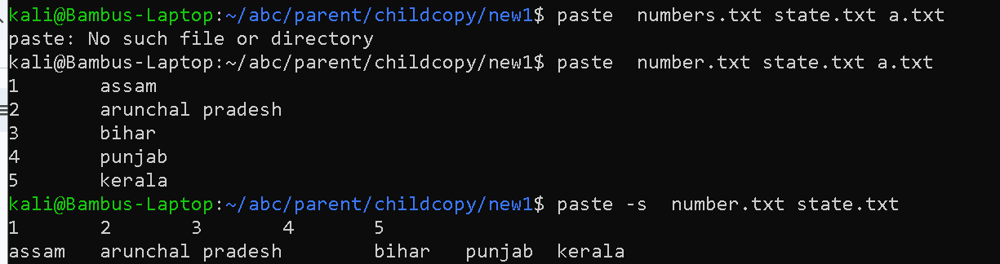 kali@Bambus-Laptop:~/abc/parent/childcopy/new1$ paste  numbers.txt state.txt a.txt
paste: No such file or directory
kali@Bambus-Laptop:~/abc/parent/childcopy/new1$ paste  number.txt state.txt a.txt
1       assam
2       arunchal pradesh
3       bihar
4       punjab
5       kerala
kali@Bambus-Laptop:~/abc/parent/childcopy/new1$ paste -s  number.txt state.txt
1       2       3       4       5
assam   arunchal pradesh        bihar   punjab  kerala